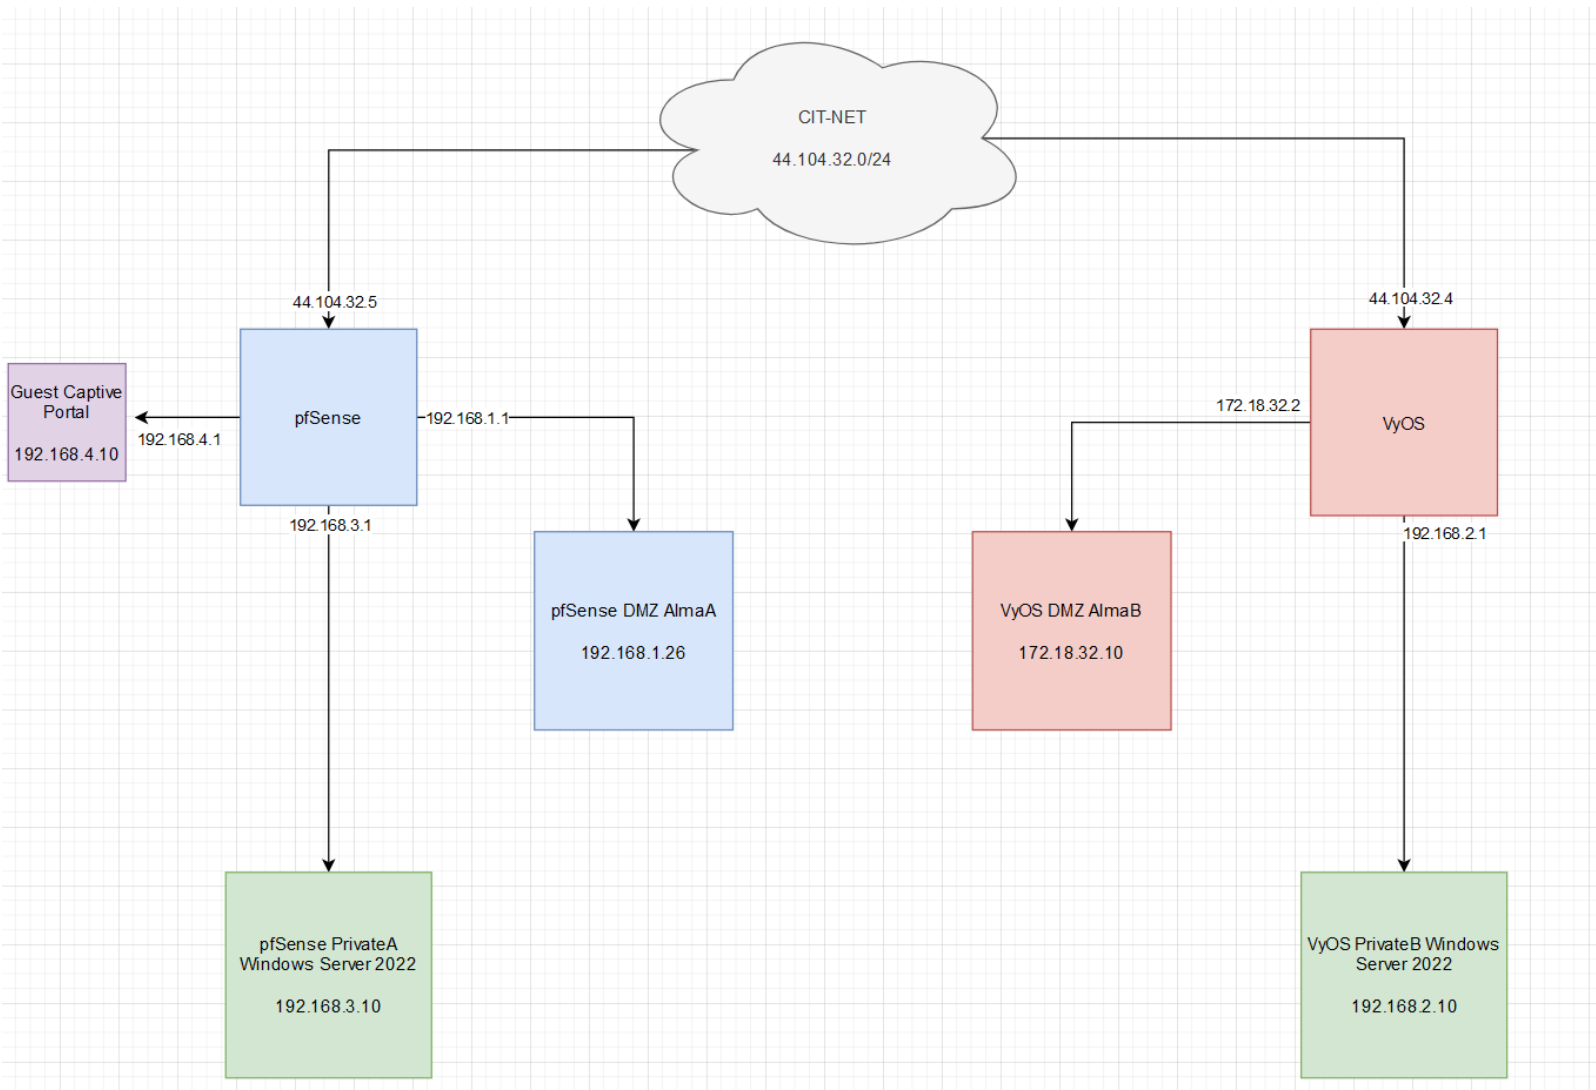 CIT-NET
44.104.32.0/24
44.104.32.5
44.104.32.4
Guest Captive
Portal
192.168.4.10
192.168.4.1
pfSense
192.168.1.1
172.18.32.2
VyOS
192.168.3.1
192.168.2.1
pfSense DMZ AlmaA
192.168.1.26
VyOS DMZ AlmaB
172.18.32.10
pfSense PrivateA
Windows Server 2022
192.168.3.10
VyOS PrivateB Windows
Server 2022
192.168.2.10